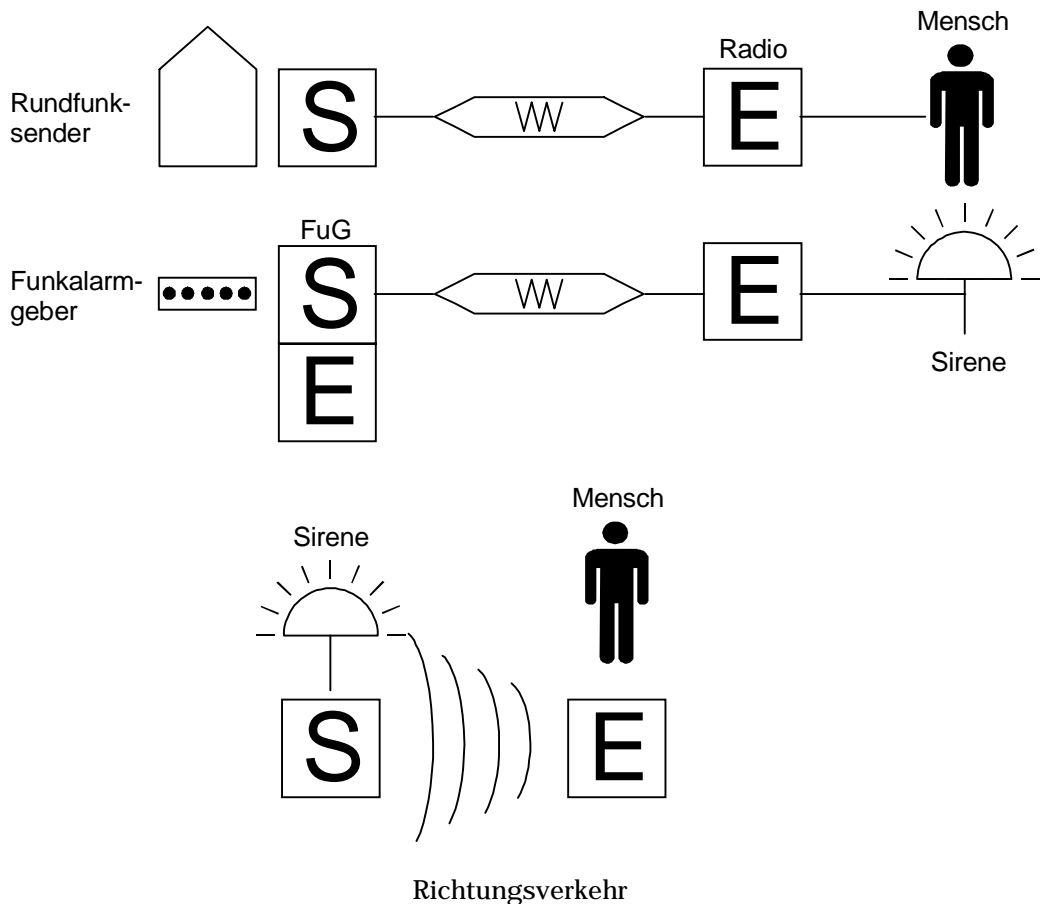 Mensch
Radio
Rundfunk-
sender
S
E
FuG
Funkalarm-
geber
S
E
E
Sirene
Mensch
Sirene
S
E
Richtungsverkehr